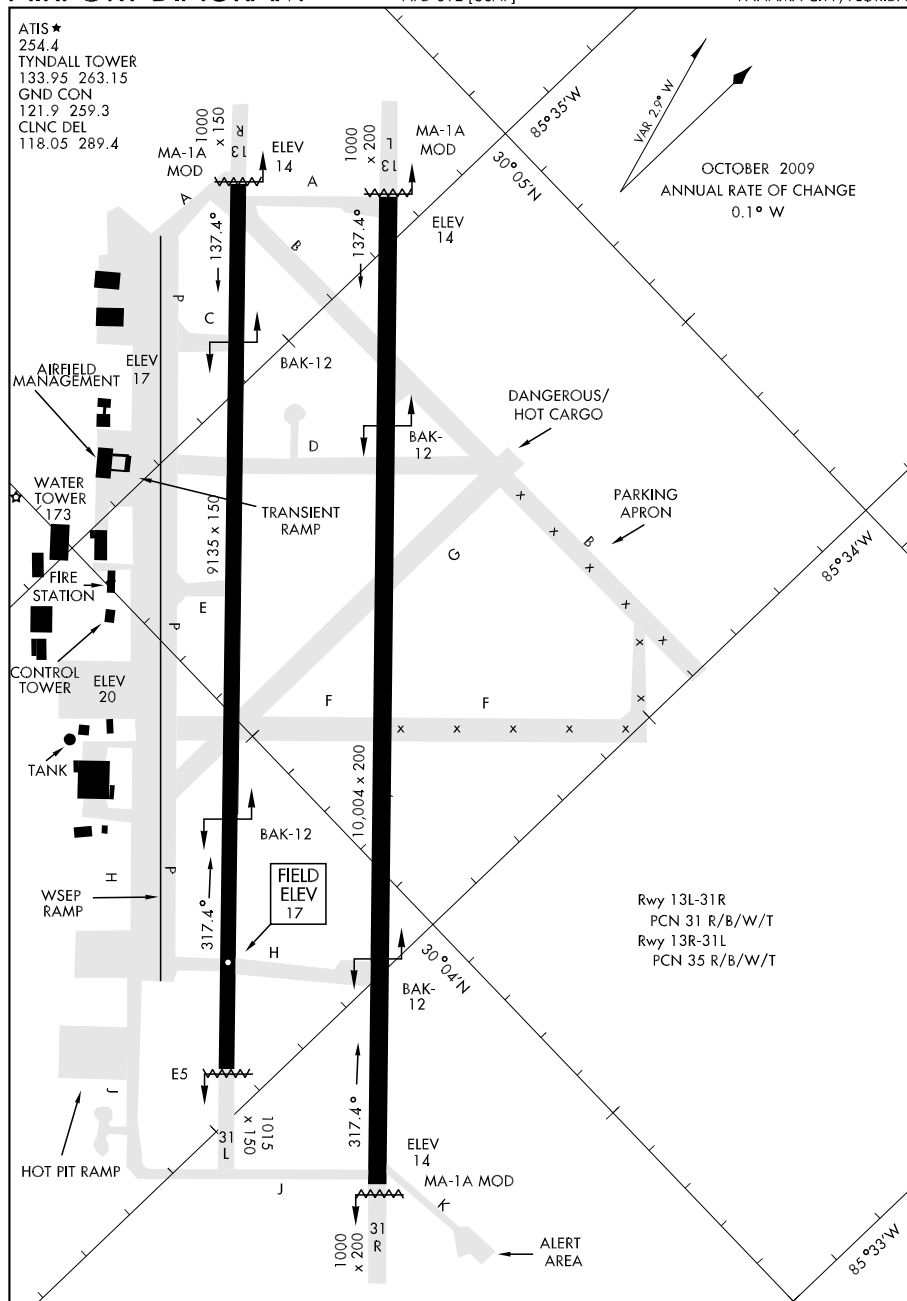 ATIS ★
254.4
TYNDALL TOWER
133.95 263.15
GND CON
121.9 259.3
CLNC DEL
118.05 289.4
1000
x 150
13
R
MA-1A
MOD
ELEV
14
A
A
1000
x 200
13
L
MA-1A
MOD
ELEV
14
85°35'W
30°05'N
VAR 2.9° W
OCTOBER 2009
ANNUAL RATE OF CHANGE
0.1° W
137.4°
137.4°
B
P
C
BAK-12
ELEV
17
AIRFIELD
MANAGEMENT
BAK-
12
D
DANGEROUS/
HOT CARGO
WATER
TOWER
173
TRANSIENT
RAMP
9135 x 150
PARKING
APRON
x
x
B
x
x
x
x
x
G
85°34'W
FIRE
STATION
E
P
CONTROL
TOWER
ELEV
20
F
F
x
x
x
x
x
TANK
10,004 x 200
BAK-12
H
P
WSEP
RAMP
317.4°
FIELD
ELEV
17
H
30°04'N
BAK-
12
Rwy 13L-31R
PCN 31 R/B/W/T
Rwy 13R-31L
PCN 35 R/B/W/T
E5
J
317.4°
31
L
1015
x 150
HOT PIT RAMP
J
ELEV
14
MA-1A MOD
K
1000
x 200
31
R
ALERT
AREA
85°33'W